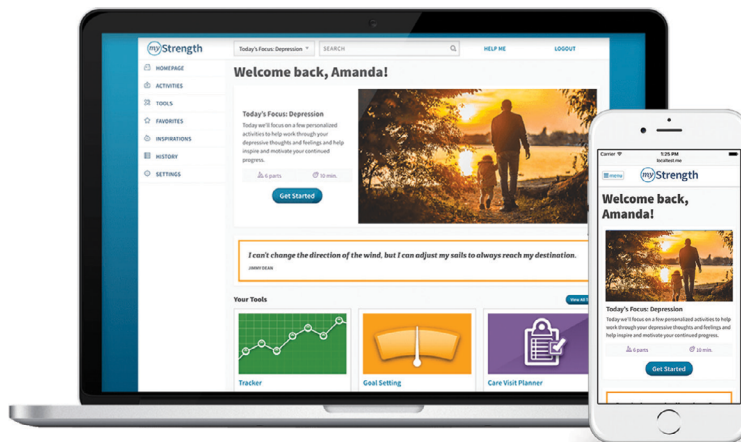 myStrength
Today's Focus: Depression
SEARCH
HELP ME
LOGOUT
HOMEPAGE
ACTIVITIES
TOOLS
FAVORITES
INSPIRATIONS
HISTORY
SETTINGS
Welcome back, Amanda!
Today's Focus: Depression
Today we'll focus on a few personalized
activities to help work through your
depressive thoughts and feelings and help
inspire and motivate your continued
progress.
6 parts
10 min.
Get Started
I can't change the direction of the wind, but I can adjust my sails to always reach my destination.
JIMMY DEAN
Your Tools
View All
Tracker
Goal Setting
Care Visit Planner
Carrier
1:25 PM
localtest.me
menu
myStrength
Welcome back,
Amanda!
Today's Focus: Depression
Today we'll focus on a few personalized activities to help
work through your depressive thoughts and feelings and
help inspire and motivate your continued progress.
6 parts
10 min.
Get Started